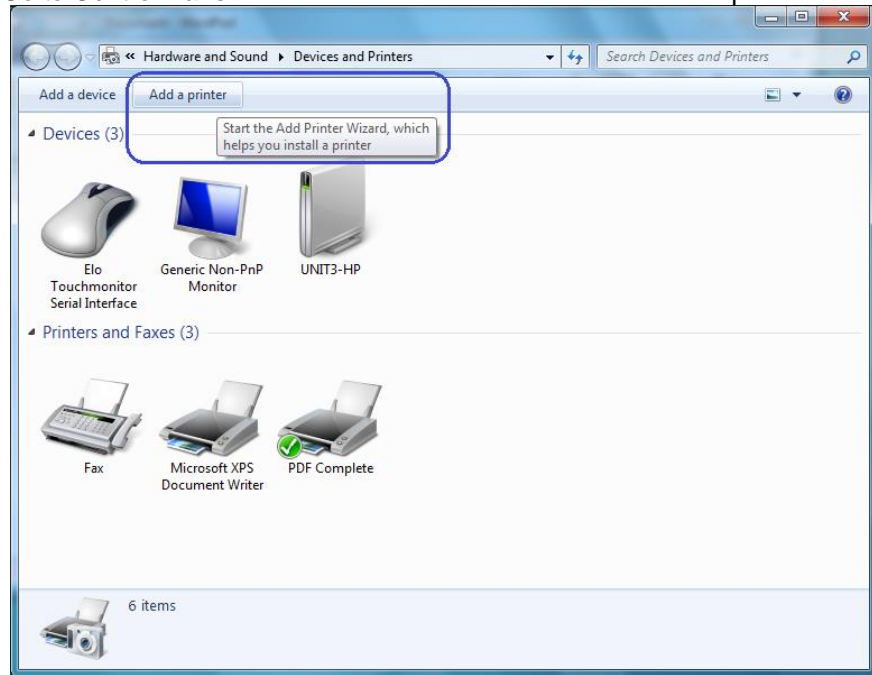 « Hardware and Sound ▸ Devices and Printers
Search Devices and Printers
Add a device
Add a printer
Start the Add Printer Wizard, which
helps you install a printer
Devices (3)
Elo
Touchmonitor
Serial Interface
Generic Non-PnP
Monitor
UNIT3-HP
Printers and Faxes (3)
Fax
Microsoft XPS
Document Writer
PDF Complete
6 items